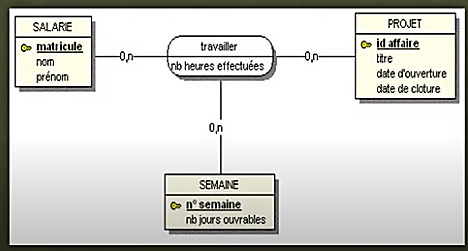 SALARIE
matricule
nom
prénom
0,n
travailler
nb heures effectuées
0,n
PROJET
id affaire
titre
date d'ouverture
date de cloture
0,n
SEMAINE
n° semaine
nb jours ouvrables